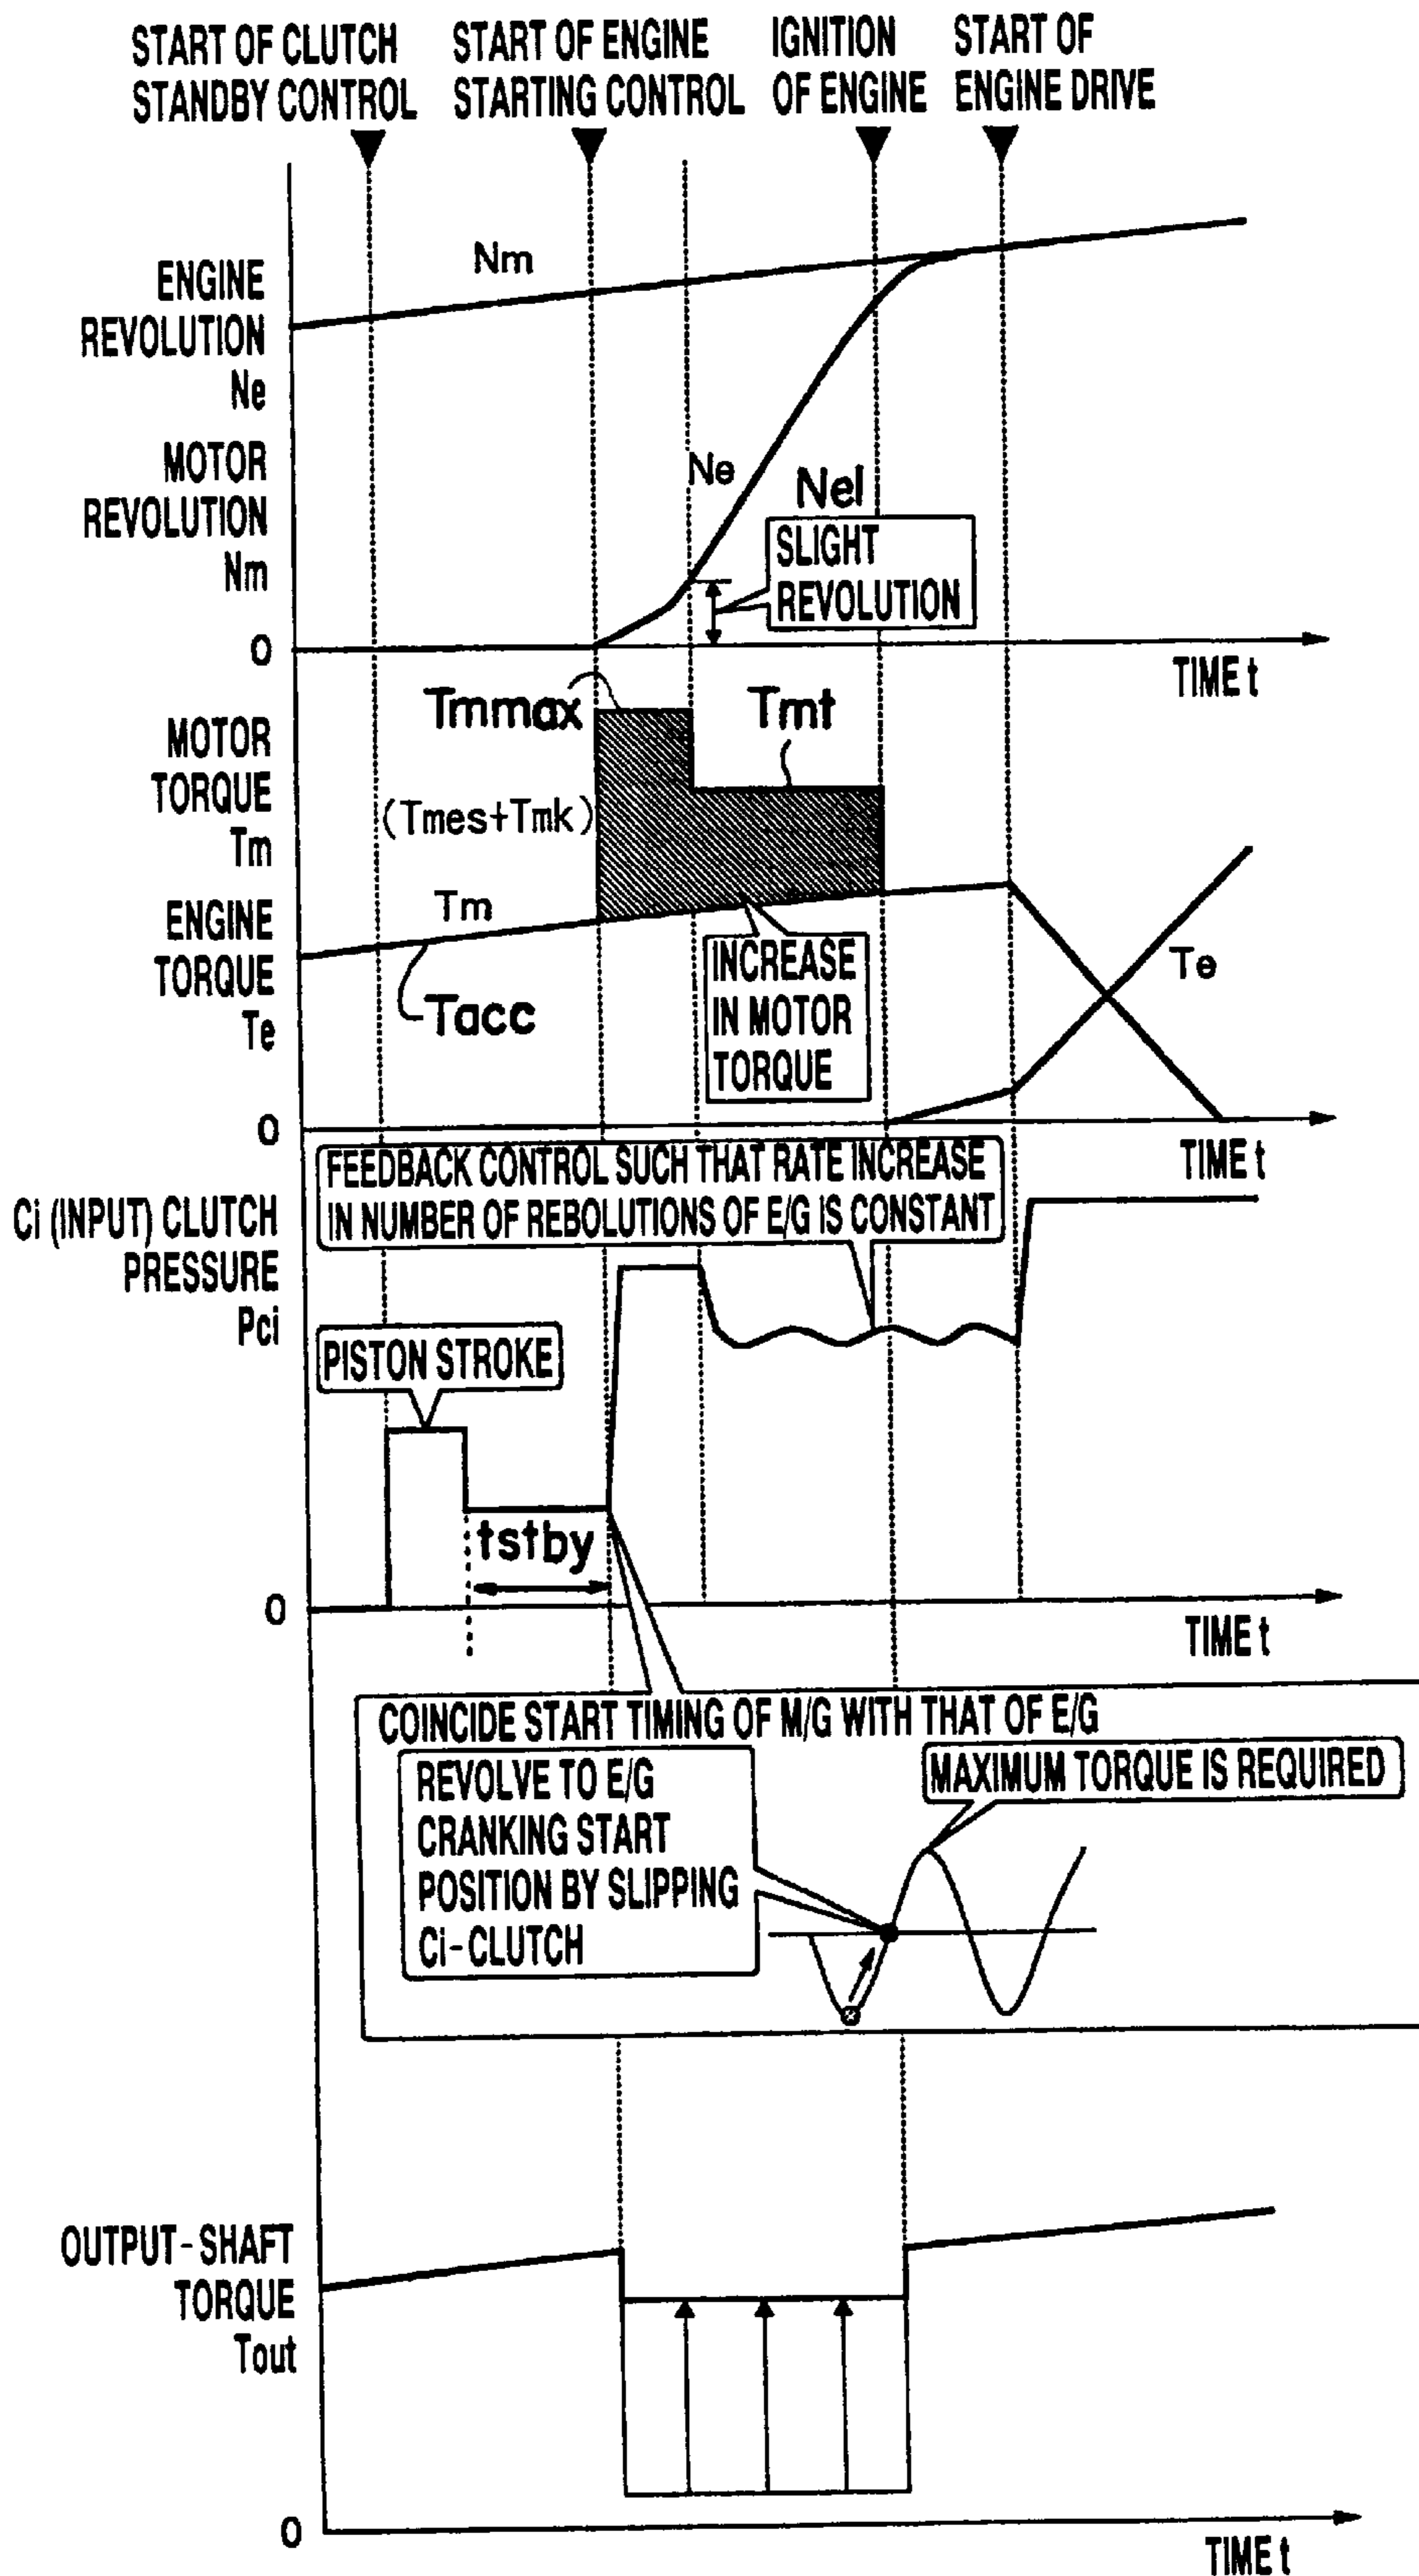 START OF CLUTCH
STANDBY CONTROL
START OF ENGINE
STARTING CONTROL
IGNITION
OF ENGINE
START OF
ENGINE DRIVE
ENGINE
REVOLUTION
Ne
MOTOR
REVOLUTION
Nm
Nm
Ne
Nel
SLIGHT
REVOLUTION
0
TIME t
MOTOR
TORQUE
Tm
ENGINE
TORQUE
Te
Tmmax
Tmt
(Tmes+Tmk)
Tm
Tacc
INCREASE
IN MOTOR
TORQUE
Te
0
TIME t
FEEDBACK CONTROL SUCH THAT RATE INCREASE
IN NUMBER OF REBOLUTIONS OF E/G IS CONSTANT
Ci (INPUT) CLUTCH
PRESSURE
Pci
PISTON STROKE
tstby
0
TIME t
COINCIDE START TIMING OF M/G WITH THAT OF E/G
REVOLVE TO E/G
CRANKING START
POSITION BY SLIPPING
Ci-CLUTCH
MAXIMUM TORQUE IS REQUIRED
OUTPUT-SHAFT
TORQUE
Tout
0
TIME t